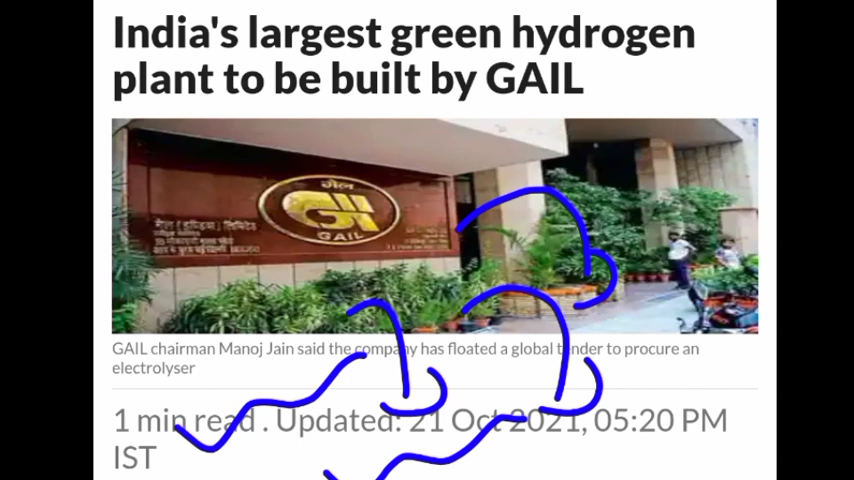 India's largest green hydrogen
plant to be built by GAIL
गेल
GAIL
गेल (इण्डिया) लिमिटेड
GAIL chairman Manoj Jain said the company has floated a global tender to procure an
electrolyser
1 min read . Updated: 21 Oct 2021, 05:20 PM
IST